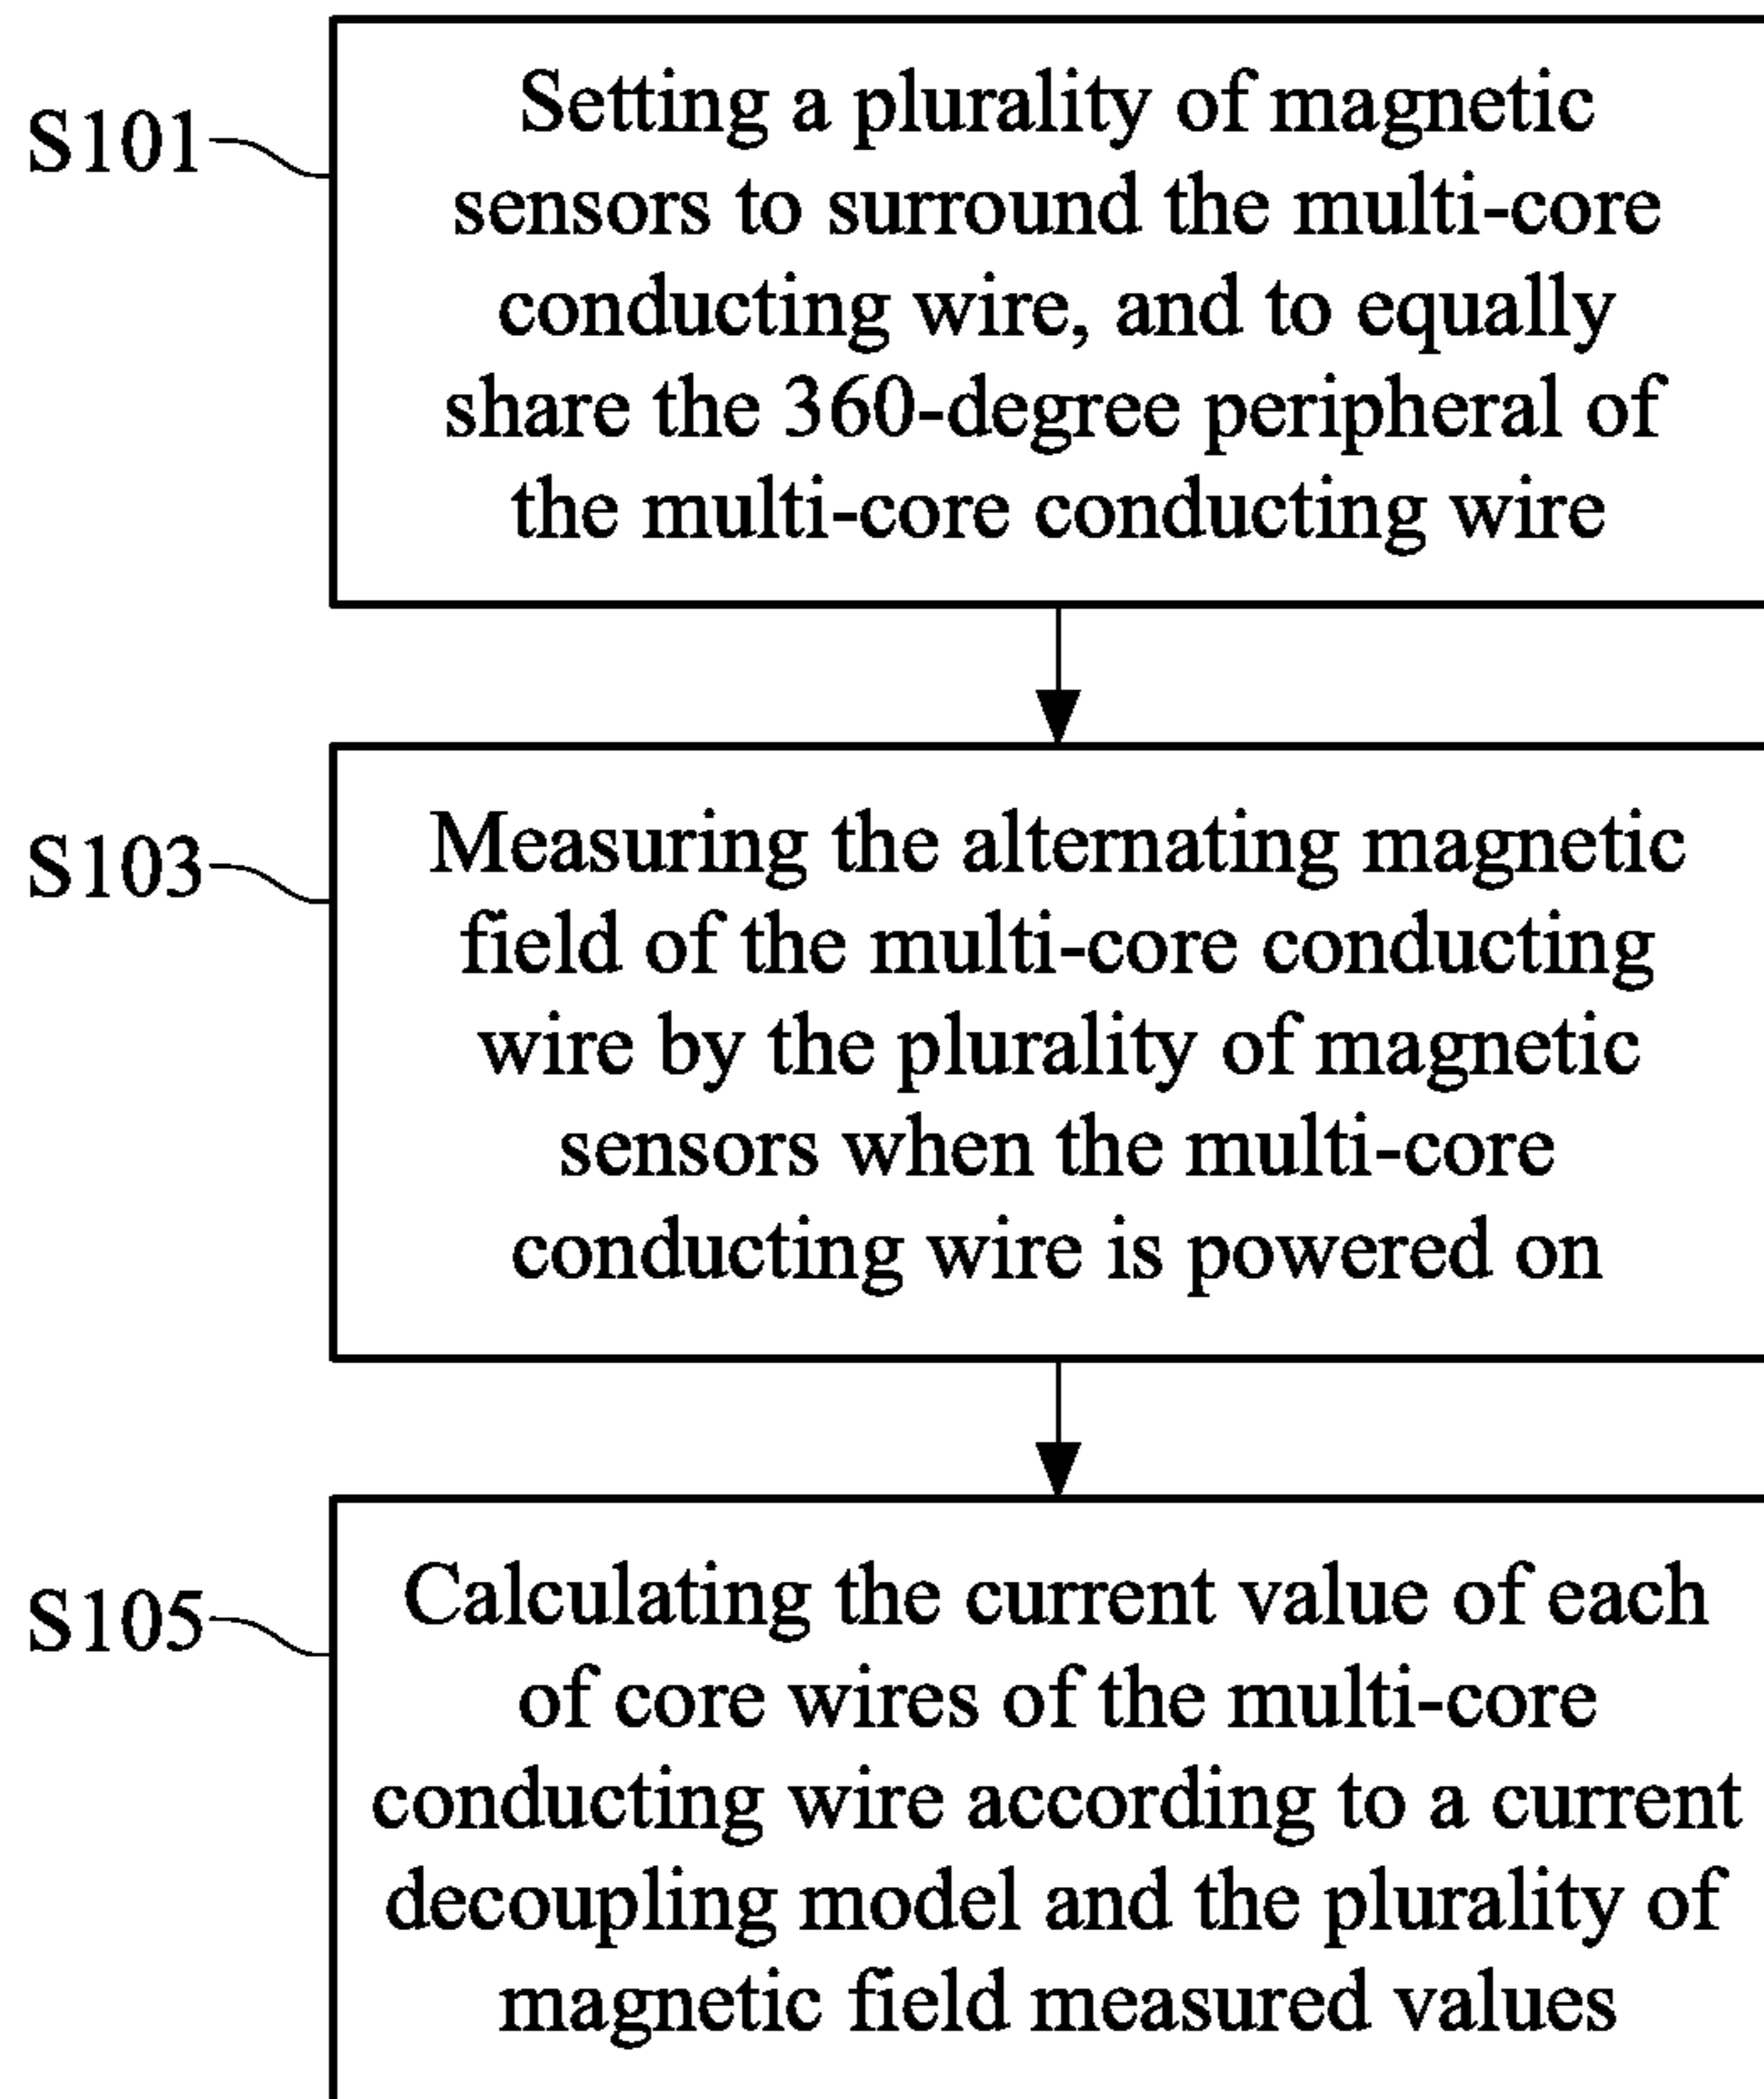 S101
Setting a plurality of magnetic
sensors to surround the multi-core
conducting wire, and to equally
share the 360-degree peripheral of
the multi-core conducting wire
S103
Measuring the alternating magnetic
field of the multi-core conducting
wire by the plurality of magnetic
sensors when the multi-core
conducting wire is powered on
S105
Calculating the current value of each
of core wires of the multi-core
conducting wire according to a current
decoupling model and the plurality of
magnetic field measured values